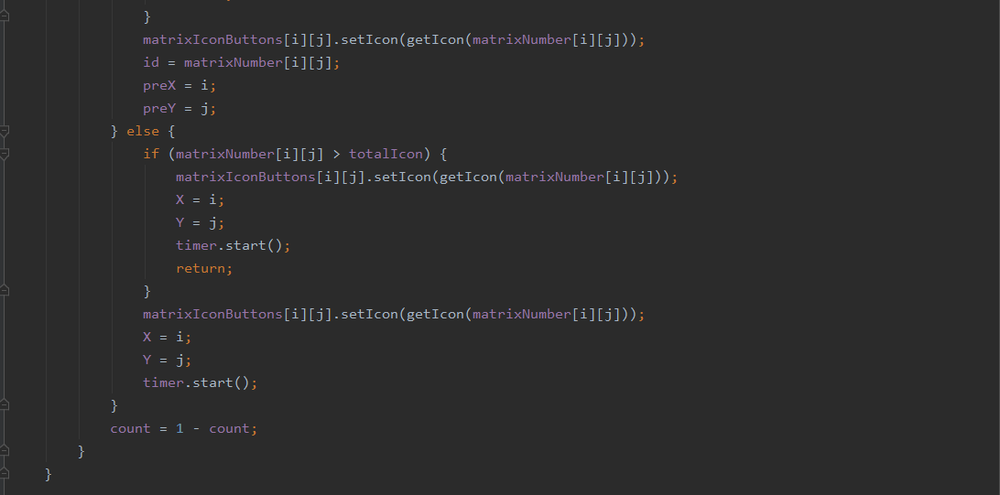 }
matrixIconButtons[i][j].setIcon(getIcon(matrixNumber[i][j]));
id = matrixNumber[i][j];
preX = i;
preY = j;
} else {
if (matrixNumber[i][j] > totalIcon) {
matrixIconButtons[i][j].setIcon(getIcon(matrixNumber[i][j]));
X = i;
Y = j;
timer.start();
return;
}
matrixIconButtons[i][j].setIcon(getIcon(matrixNumber[i][j]));
X = i;
Y = j;
timer.start();
}
count = 1 - count;
}
}